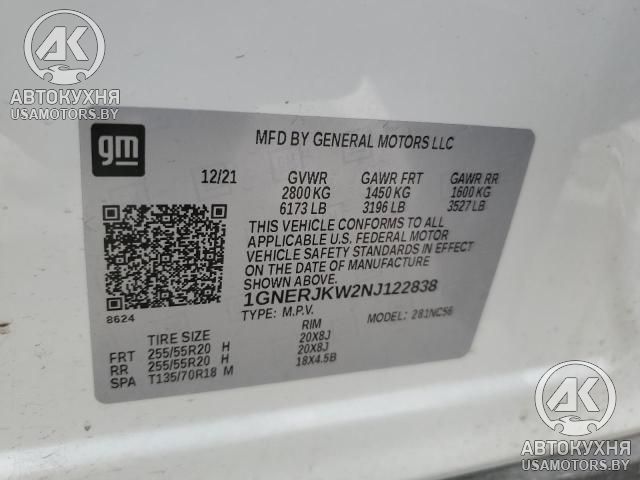 AK
АВТОКУХНЯ
USAMOTORS.BY
gm
MFD BY GENERAL MOTORS LLC
12/21 GVWR GAWR FRT GAWR RR
2800 KG 1450 KG 1600 KG
6173 LB 3196 LB 3527 LB
THIS VEHICLE CONFORMS TO ALL
APPLICABLE U.S. FEDERAL MOTOR
VEHICLE SAFETY STANDARDS IN EFFECT
ON THE DATE OF MANUFACTURE.
1GNERJKW2NJ122838
8624
TYPE: M.P.V. MODEL: 281NC56
TIRE SIZE RIM
FRT 255/55R20 H 20X8J
RR 255/55R20 H 20X8J
SPA T135/70R18 M 18X4.5B
AK
АВТОКУХНЯ
USAMOTORS.BY